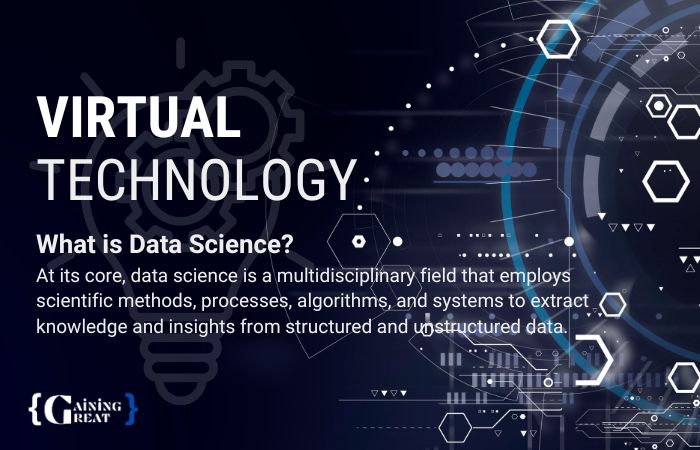 VIRTUAL
TECHNOLOGY
What is Data Science?
At its core, data science is a multidisciplinary field that employs
scientific methods, processes, algorithms, and systems to extract
knowledge and insights from structured and unstructured data.
{GAINING
GREAT}